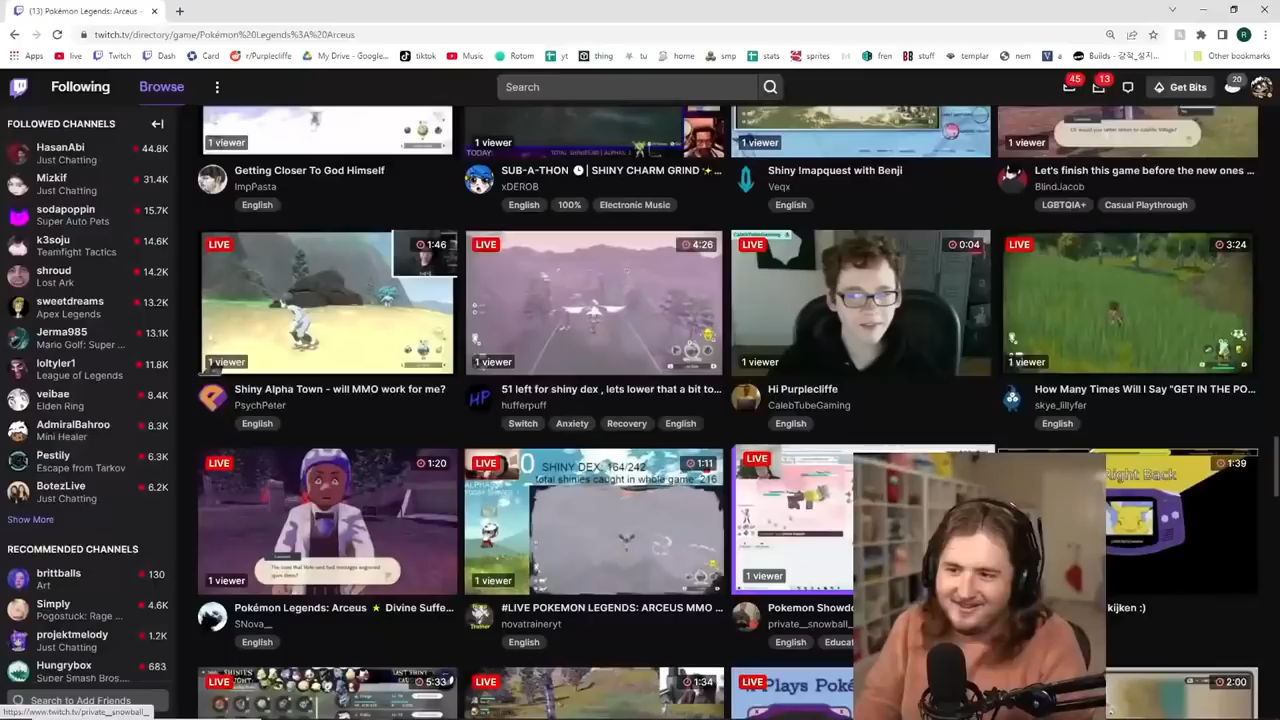 (13) Pokémon Legends: Arceus -
twitch.tv/directory/game/Pokémon%20Legends%3A%20Arceus
Apps
luv
Twitch
Dash
Card
r/Purplecliffe
My Drive - Google...
tiktok
Music
Rotom
yt
thing
tu
home
smp
stats
sprites
fren
stuff
templar
nem
a
Other bookmarks
Following
Browse
Search
45
13
Get Bits
20
FOLLOWED CHANNELS
HasanAbi
44.8K
Just Chatting
Mizkif
31.4K
Just Chatting
sodapoppin
15.7K
Super Auto Pets
k3soju
14.6K
Teamfight Tactics
shroud
14.2K
Lost Ark
sweetdreams
13.2K
Apex Legends
Jerma985
13.1K
Mario Golf: Super ...
loltyler1
11.8K
League of Legends
veibae
8.4K
Elden Ring
AdmiralBahroo
8.3K
Mini Healer
Pestily
6.3K
Escape from Tarkov
BotezLive
6.2K
Just Chatting
Show More
RECOMMENDED CHANNELS
brittballs
130
Art
Simply
4.6K
Pogostuck: Rage ...
projektmelody
1.2K
Just Chatting
Hungrybox
683
Super Smash Bros....
Search to Add Friends
https://www.twitch.tv/private__snowball_
1 viewer
Getting Closer To God Himself
ImpPasta
English
1 viewer
TODAY:
SUB-A-THON | SHINY CHARM GRIND ...
xDEROB
English
100%
Electronic Music
1 viewer
Shiny !mapquest with Benji
Veqx
English
1 viewer
Let's finish this game before the new ones ...
BlindJacob
LGBTQIA+
Casual Playthrough
LIVE
1:46
1 viewer
Shiny Alpha Town - will MMO work for me?
PsychPeter
English
LIVE
4:26
1 viewer
51 left for shiny dex , lets lower that a bit to...
hufferpuff
Switch
Anxiety
Recovery
English
CalebTubeGaming
LIVE
0:04
1 viewer
Hi Purplecliffe
CalebTubeGaming
English
LIVE
3:24
1 viewer
How Many Times Will I Say "GET IN THE PO...
skye_lillyfer
English
LIVE
1:20
1 viewer
Pokémon Legends: Arceus ★ Divine Suffe...
SNova__
English
LIVE
SHINY DEX: 164/242
1:11
total shinies caught in whole game 216
1 viewer
#LIVE POKEMON LEGENDS: ARCEUS MMO ...
novatraineryt
English
LIVE
1 viewer
Pokemon Showdo
private__snowball_
English
Educat
Right Back
1:39
kijken :)
LIVE
5:33
LIVE
1:34
LIVE
Plays Poké
2:00